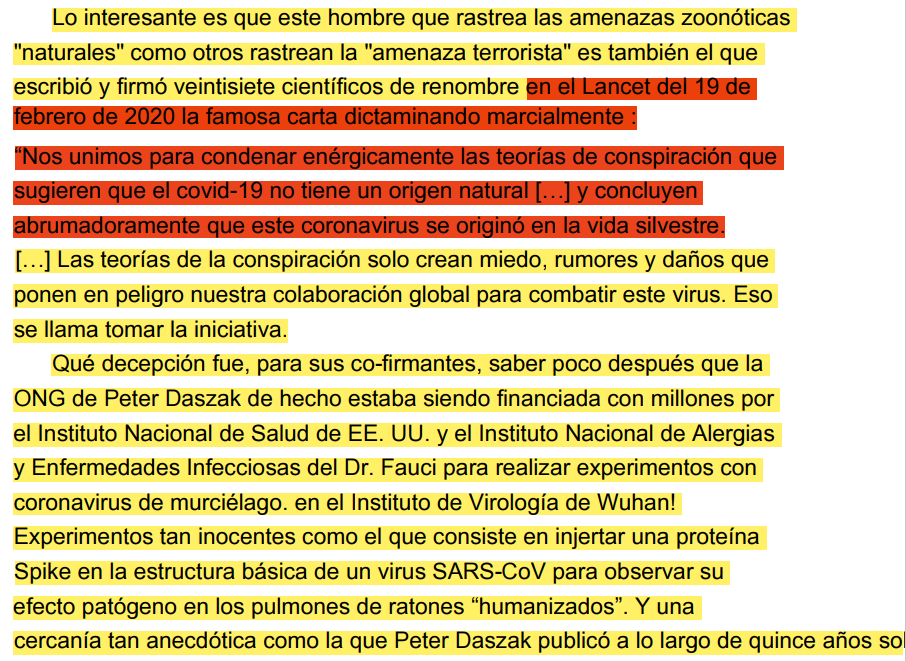 Lo interesante es que este hombre que rastrea las amenazas zoonóticas
"naturales" como otros rastrean la "amenaza terrorista" es también el que
escribió y firmó veintisiete científicos de renombre en el Lancet del 19 de
febrero de 2020 la famosa carta dictaminando marcialmente :
“Nos unimos para condenar enérgicamente las teorías de conspiración que
sugieren que el covid-19 no tiene un origen natural […] y concluyen
abrumadoramente que este coronavirus se originó en la vida silvestre.
[…] Las teorías de la conspiración solo crean miedo, rumores y daños que
ponen en peligro nuestra colaboración global para combatir este virus. Eso
se llama tomar la iniciativa.
Qué decepción fue, para sus co-firmantes, saber poco después que la
ONG de Peter Daszak de hecho estaba siendo financiada con millones por
el Instituto Nacional de Salud de EE. UU. y el Instituto Nacional de Alergias
y Enfermedades Infecciosas del Dr. Fauci para realizar experimentos con
coronavirus de murciélago. en el Instituto de Virología de Wuhan!
Experimentos tan inocentes como el que consiste en injertar una proteína
Spike en la estructura básica de un virus SARS-CoV para observar su
efecto patógeno en los pulmones de ratones “humanizados”. Y una
cercanía tan anecdótica como la que Peter Daszak publicó a lo largo de quince años